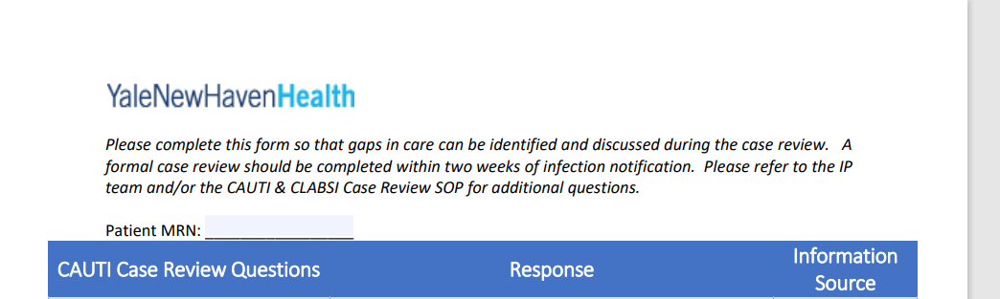 YaleNewHavenHealth
Please complete this form so that gaps in care can be identified and discussed during the case review. A
formal case review should be completed within two weeks of infection notification. Please refer to the IP
team and/or the CAUTI & CLABSI Case Review SOP for additional questions.
Patient MRN: __________________
CAUTI Case Review Questions
Response
Information
Source